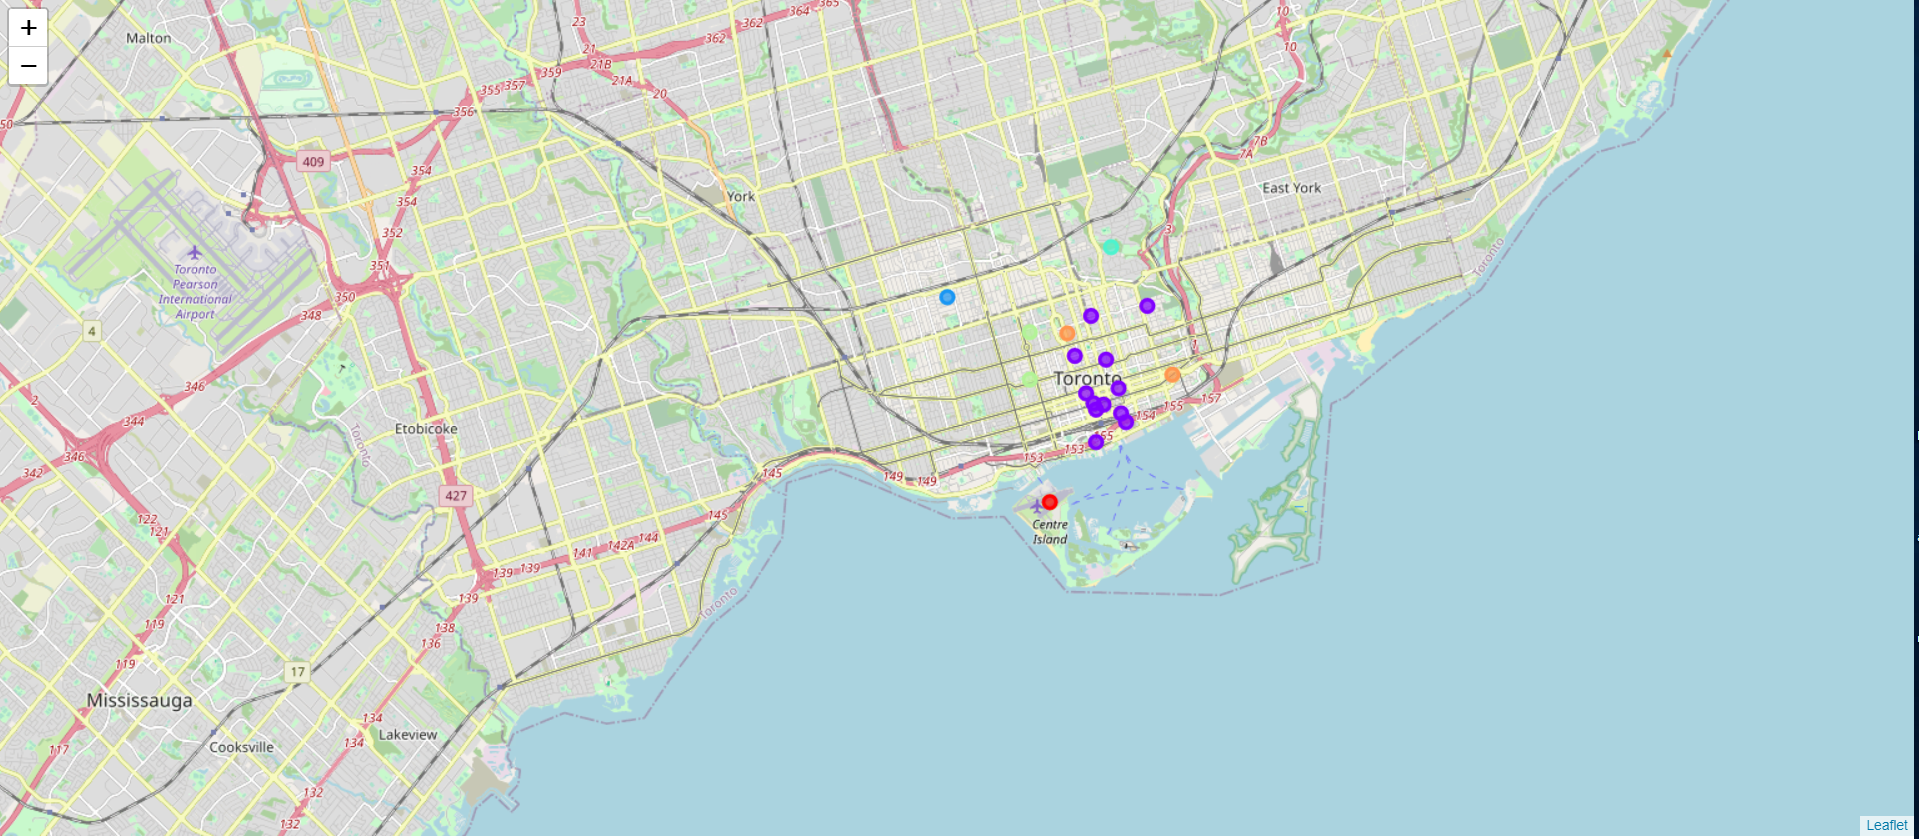 +
−
Malton
23
364
365
362
362
21
21B
21A
20
359
357
355
356
10
10
50
409
354
354
352
351
350
348
7B
7A
York
East York
3
Toronto
Pearson
International
Airport
Toronto
4
346
344
2
346
342
1
Toronto
157
155
154
155
153
153
149
149
145
145
Etobicoke
Toronto
427
122
121
121
119
119
117
144
142A
141
139
139
139
138
136
134
134
132
132
Centre
Island
Toronto
17
Mississauga
Cooksville
Lakeview
Leaflet